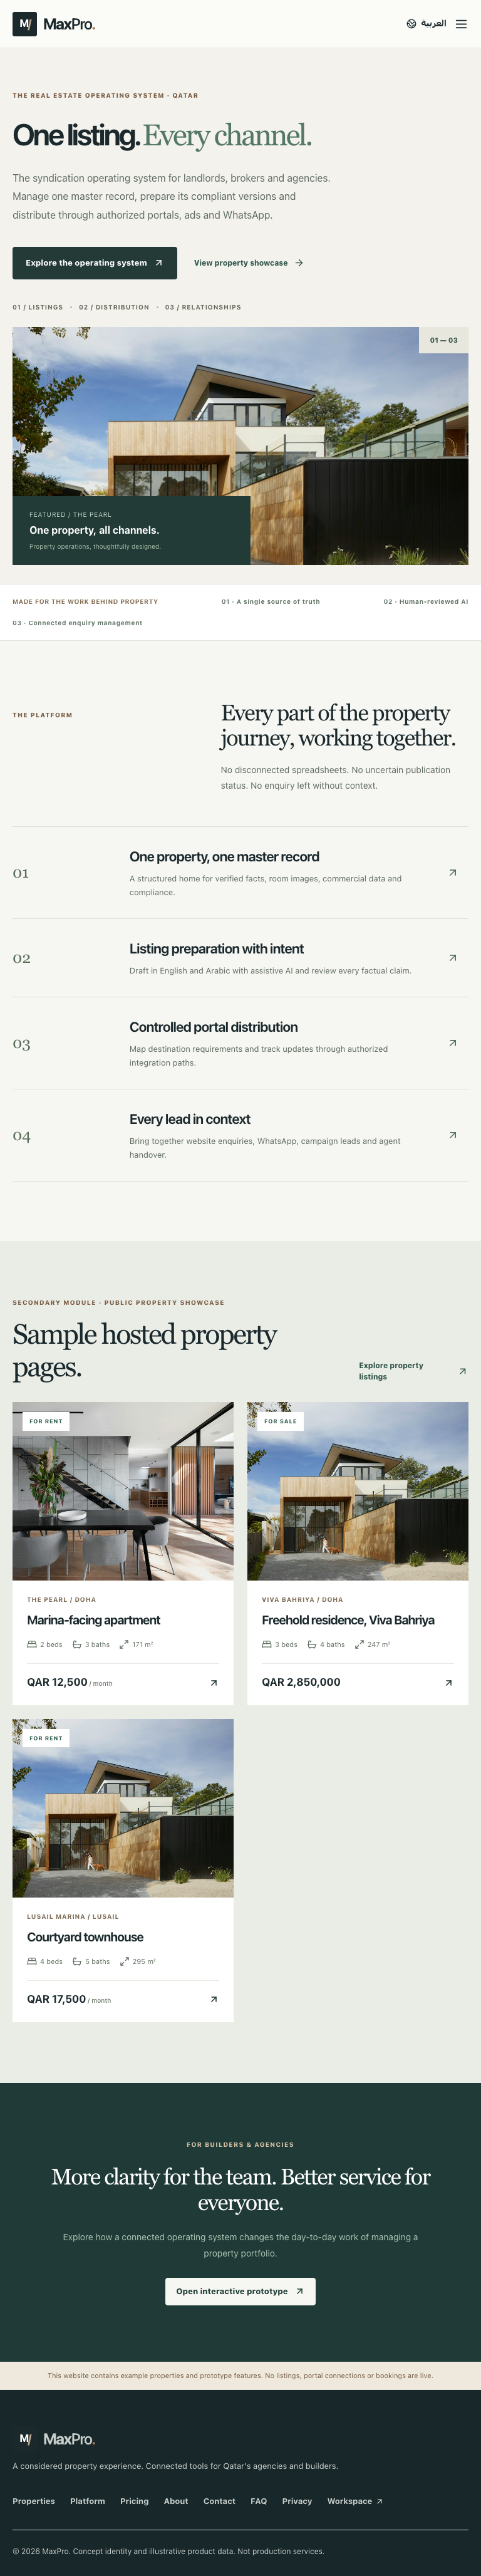 M/ MaxPro.
العربية
THE REAL ESTATE OPERATING SYSTEM · QATAR
One listing. Every channel.
The syndication operating system for landlords, brokers and agencies.
Manage one master record, prepare its compliant versions and
distribute through authorized portals, ads and WhatsApp.
Explore the operating system
View property showcase
01 / LISTINGS
02 / DISTRIBUTION
03 / RELATIONSHIPS
01 — 03
FEATURED / THE PEARL
One property, all channels.
Property operations, thoughtfully designed.
MADE FOR THE WORK BEHIND PROPERTY
01 · A single source of truth
02 · Human-reviewed AI
03 · Connected enquiry management
THE PLATFORM
Every part of the property
journey, working together.
No disconnected spreadsheets. No uncertain publication
status. No enquiry left without context.
01
One property, one master record
A structured home for verified facts, room images, commercial data and
compliance.
02
Listing preparation with intent
Draft in English and Arabic with assistive AI and review every factual claim.
03
Controlled portal distribution
Map destination requirements and track updates through authorized
integration paths.
04
Every lead in context
Bring together website enquiries, WhatsApp, campaign leads and agent
handover.
SECONDARY MODULE · PUBLIC PROPERTY SHOWCASE
Sample hosted property
pages.
Explore property
listings
FOR RENT
THE PEARL / DOHA
Marina-facing apartment
2 beds 3 baths 171 m²
QAR 12,500 / month
FOR SALE
VIVA BAHRIYA / DOHA
Freehold residence, Viva Bahriya
3 beds 4 baths 247 m²
QAR 2,850,000
FOR RENT
LUSAIL MARINA / LUSAIL
Courtyard townhouse
4 beds 5 baths 295 m²
QAR 17,500 / month
FOR BUILDERS & AGENCIES
More clarity for the team. Better service for
everyone.
Explore how a connected operating system changes the day-to-day work of managing a
property portfolio.
Open interactive prototype
This website contains example properties and prototype features. No listings, portal connections or bookings are live.
M/ MaxPro.
A considered property experience. Connected tools for Qatar's agencies and builders.
Properties Platform Pricing About Contact FAQ Privacy Workspace
© 2026 MaxPro. Concept identity and illustrative product data. Not production services.